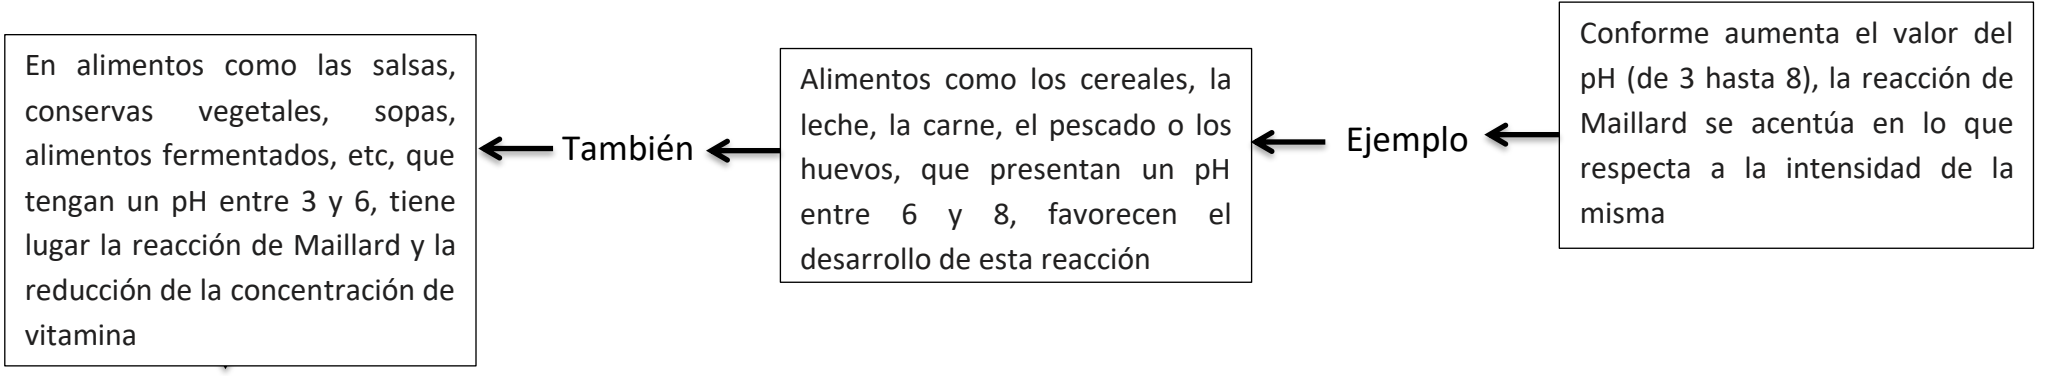 En alimentos como las salsas,
conservas vegetales, sopas,
alimentos fermentados, etc, que
tengan un pH entre 3 y 6, tiene
lugar la reacción de Maillard y la
reducción de la concentración de
vitamina
También
Alimentos como los cereales, la
leche, la carne, el pescado o los
huevos, que presentan un pH
entre 6 y 8, favorecen el
desarrollo de esta reacción
Ejemplo
Conforme aumenta el valor del
pH (de 3 hasta 8), la reacción de
Maillard se acentúa en lo que
respecta a la intensidad de la
misma